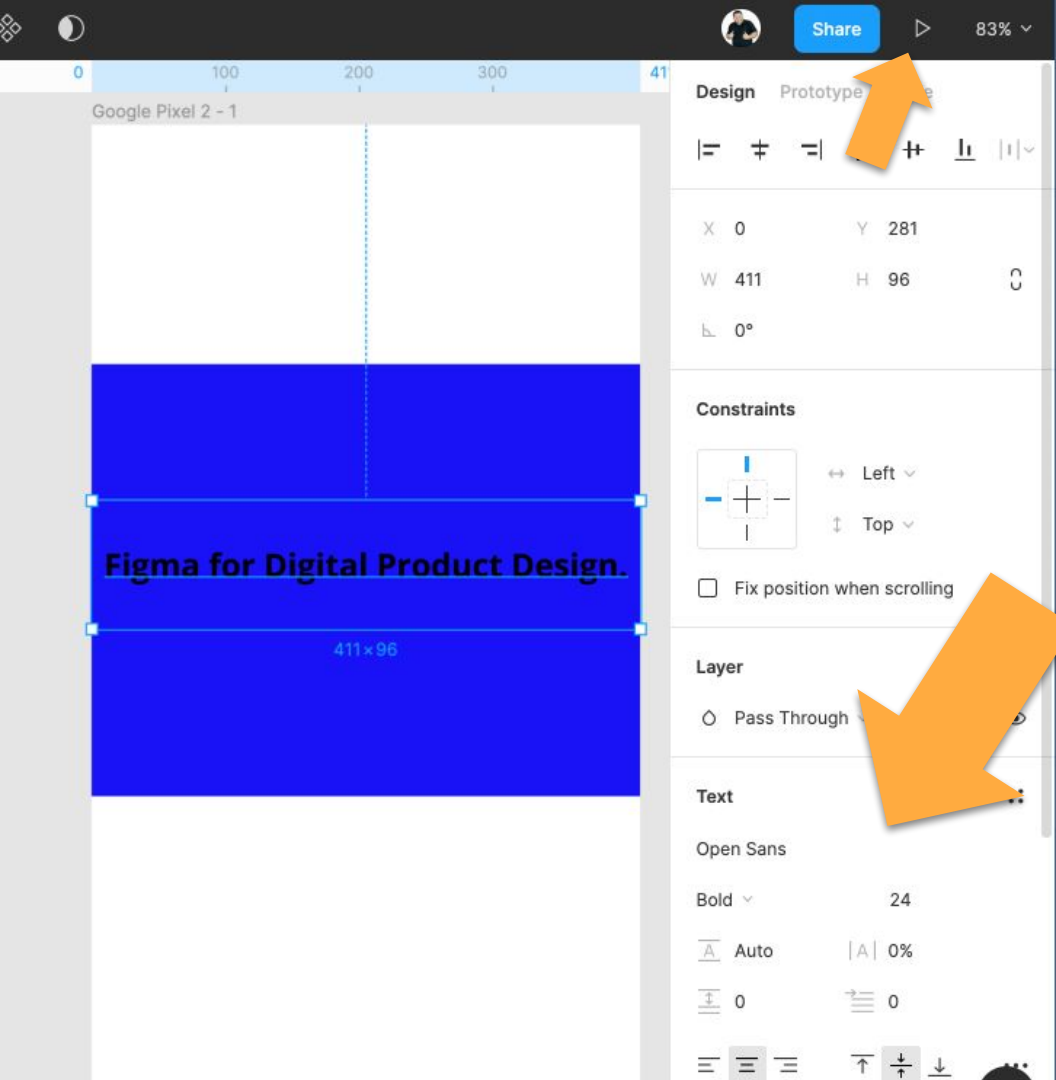 Share
83%
0 100 200 300
Design Prototype
Google Pixel 2 - 1
X 0 Y 281
W 411 H 96
0°
Constraints
Left
Top
Figma for Digital Product Design.
Fix position when scrolling
411×96
Layer
Pass Through
Text
Open Sans
Bold 24
A Auto |A| 0%
0 0